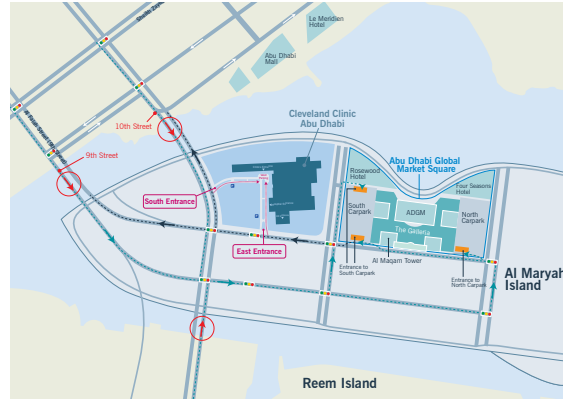 Le Meridien
Hotel
Abu Dhabi
Mall
10th Street
9th Street
Cleveland Clinic
Abu Dhabi
Abu Dhabi Global
Market Square
Rosewood
Hotel
Four Seasons
Hotel
South
Carpark
ADGM
North
Carpark
The Galleria
South Entrance
East Entrance
Entrance to
South Carpark
Al Maqam Tower
Entrance to
North Carpark
Al Maryah
Island
Reem Island